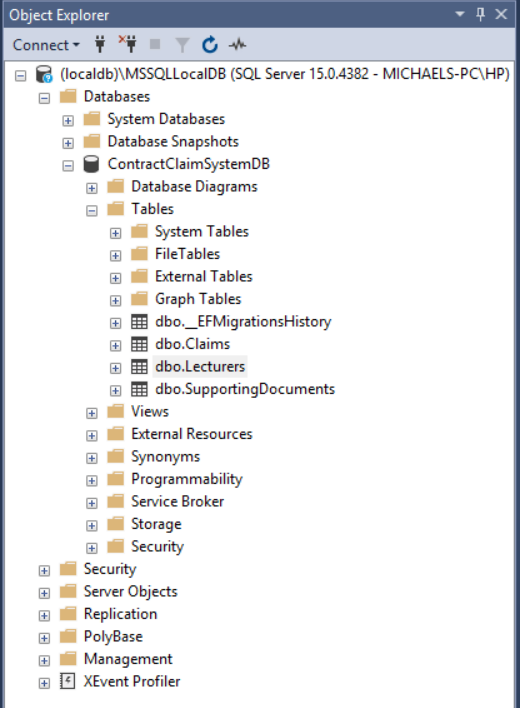 Object Explorer
Connect
(localdb)\MSSQLLocalDB (SQL Server 15.0.4382 - MICHAELS-PC\HP)
Databases
System Databases
Database Snapshots
ContractClaimSystemDB
Database Diagrams
Tables
System Tables
FileTables
External Tables
Graph Tables
dbo.__EFMigrationsHistory
dbo.Claims
dbo.Lecturers
dbo.SupportingDocuments
Views
External Resources
Synonyms
Programmability
Service Broker
Storage
Security
Security
Server Objects
Replication
PolyBase
Management
XEvent Profiler